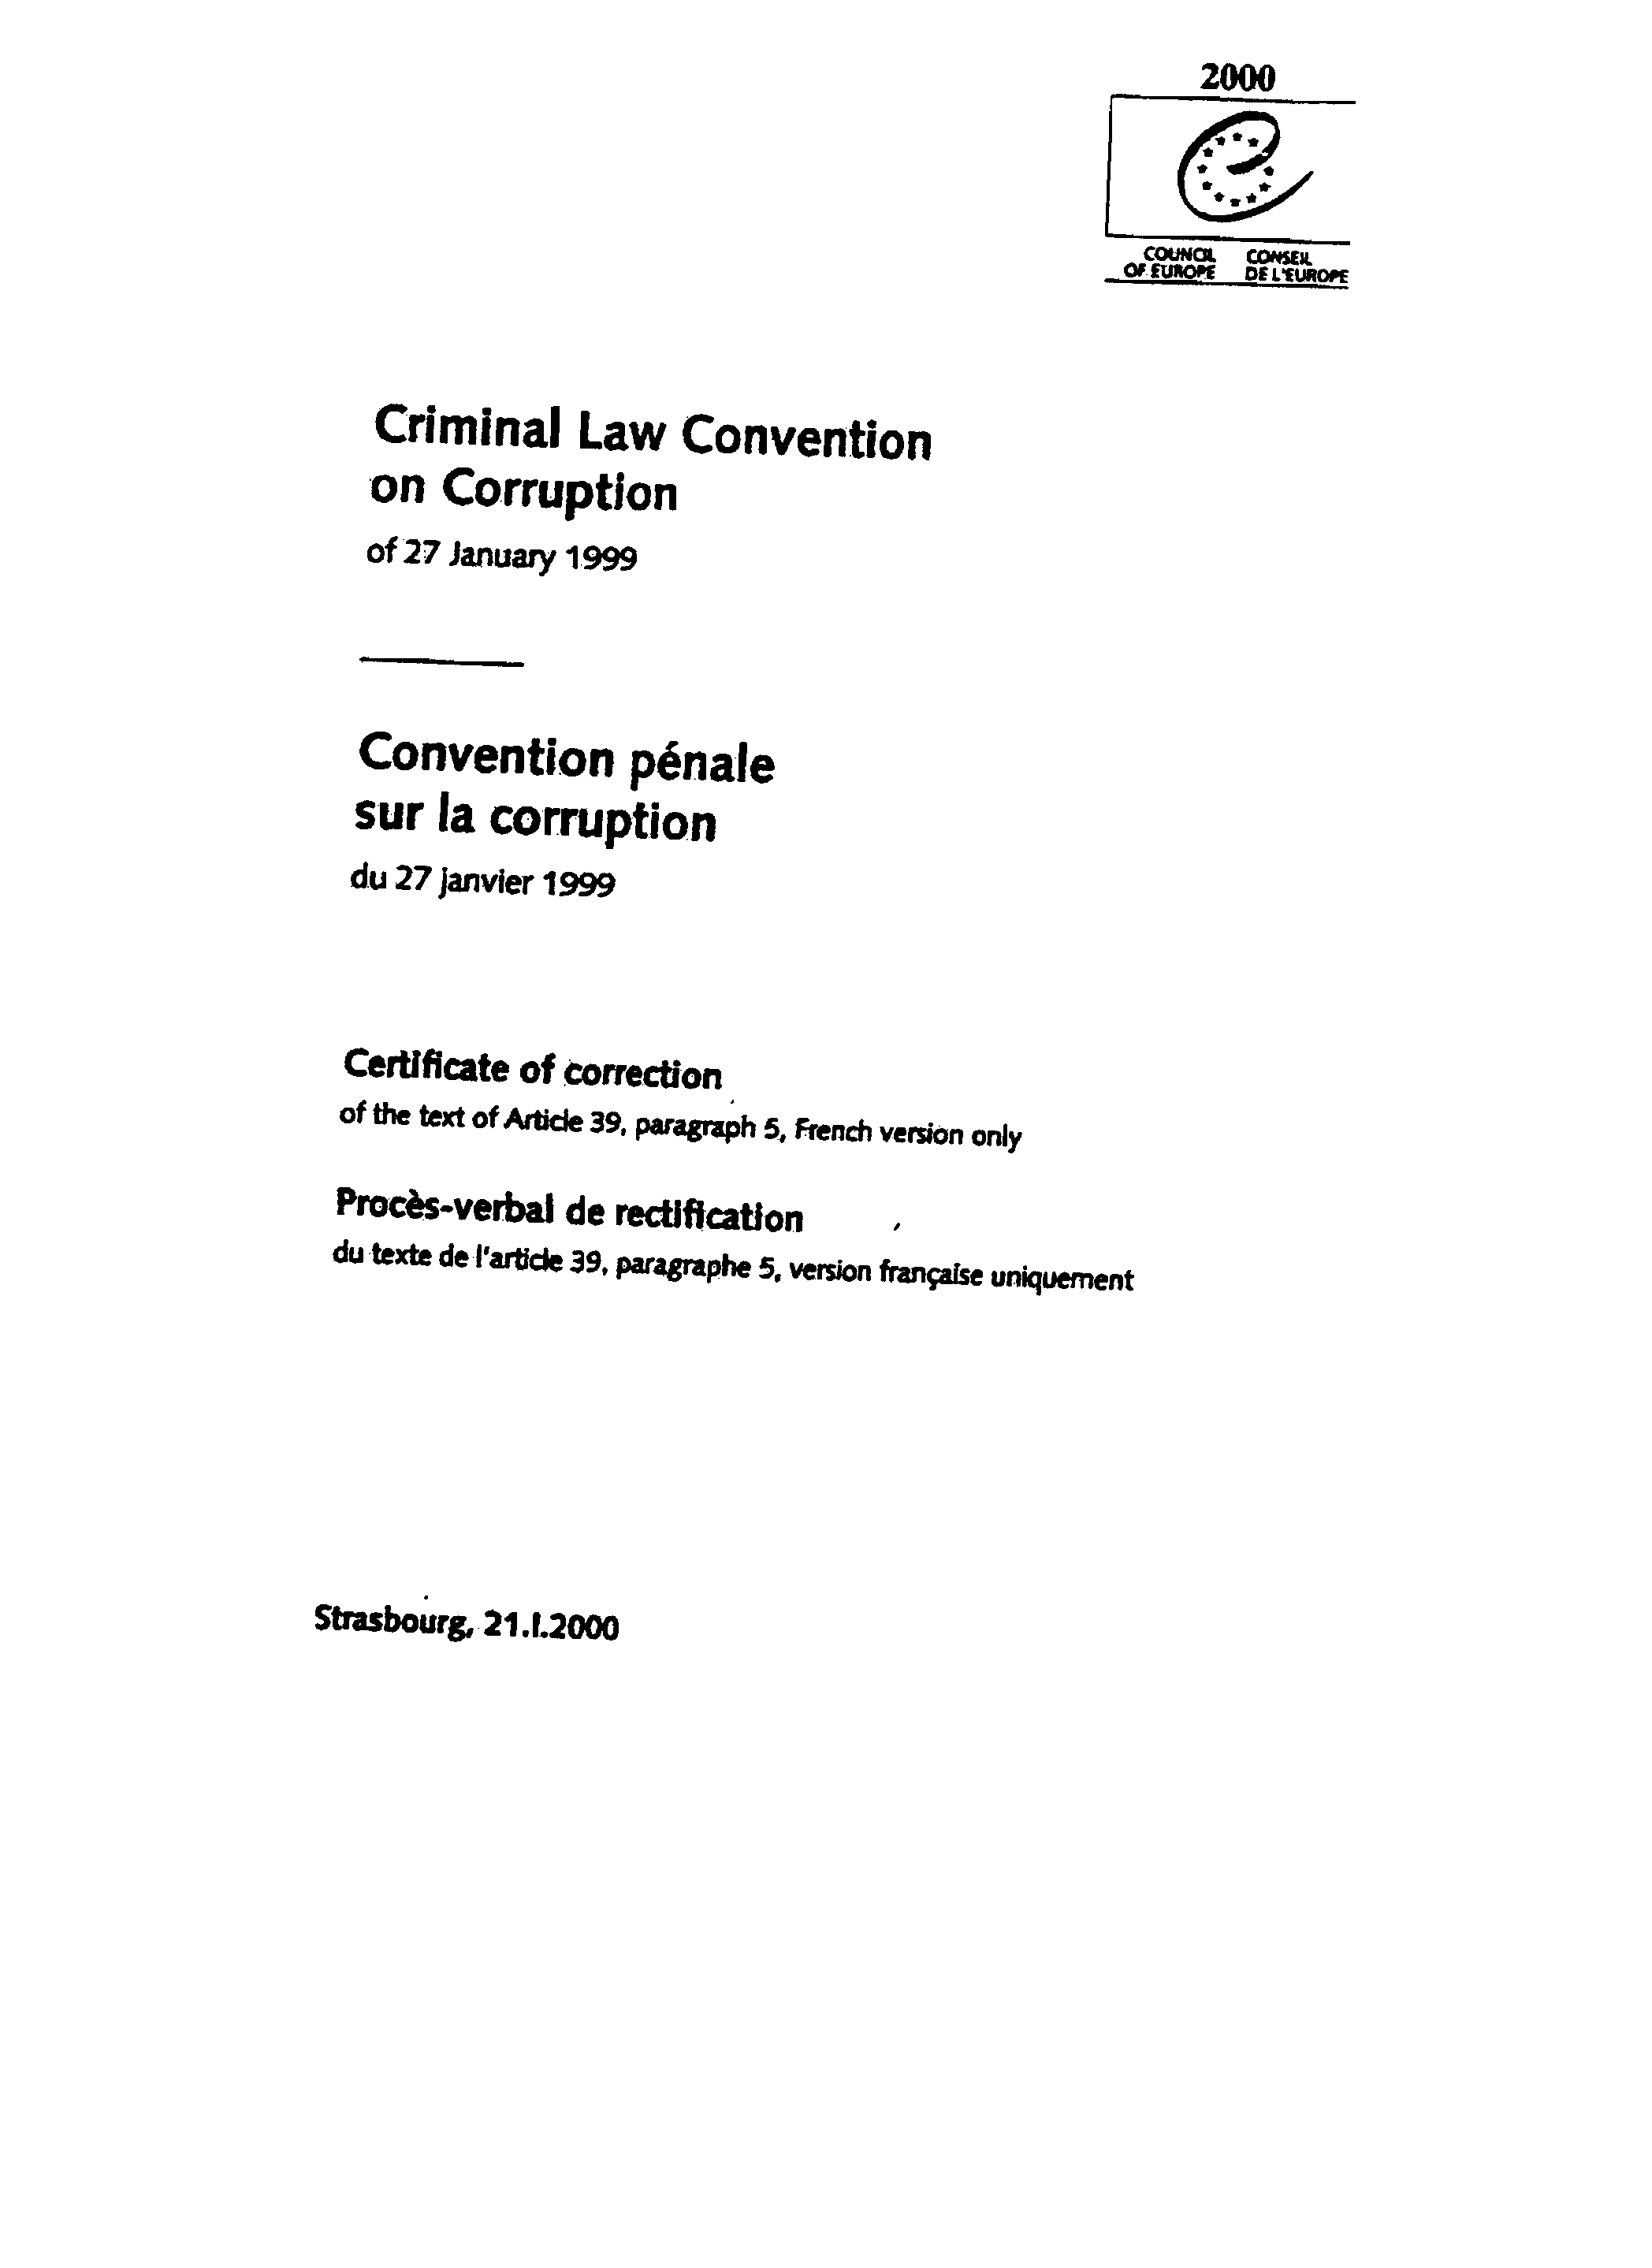 2000
COUNCIL CONSEIL
OF EUROPE DE L'EUROPE
Criminal Law Convention
on Corruption
of 27 January 1999
Convention pénale
sur la corruption
du 27 janvier 1999
Certificate of correction
of the text of Article 39, paragraph 5, French version only
Procès-verbal de rectification
du texte de l'article 39, paragraphe 5, version française uniquement
Strasbourg, 21.I.2000